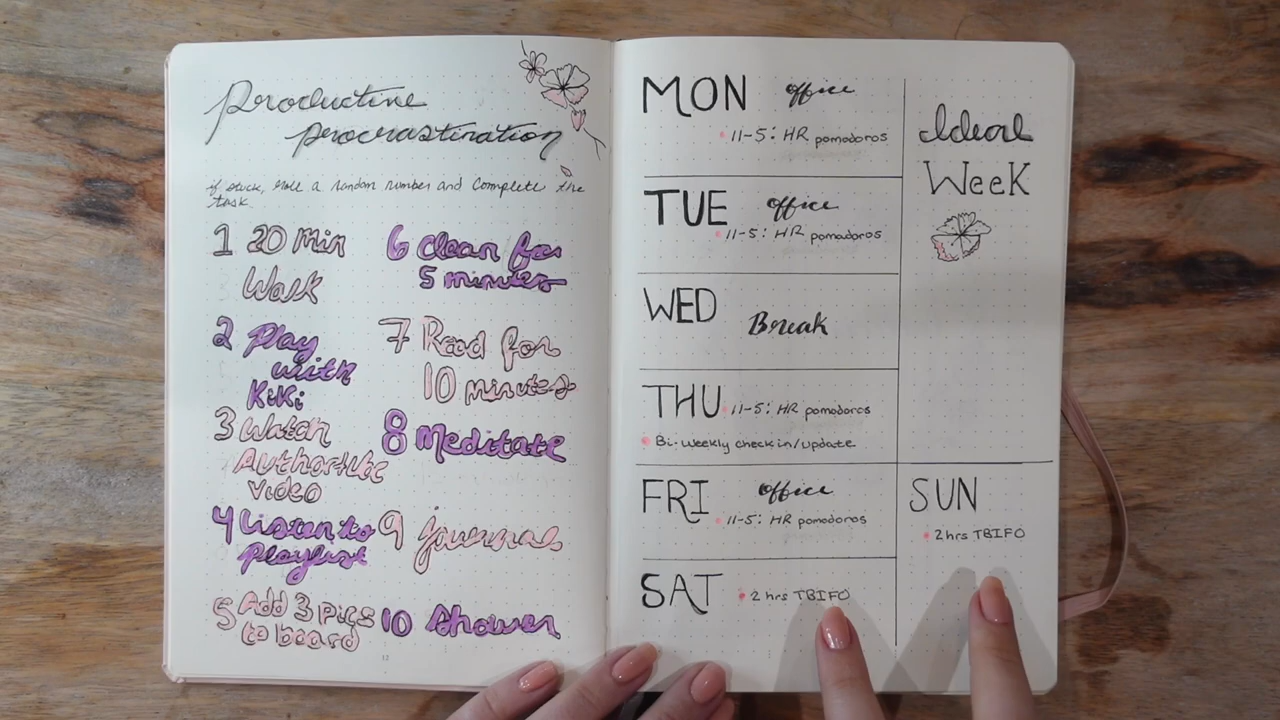 Productive
procrastination
if stuck, role a random number and complete the
task
1 20 min
Walk
2 Play
with
KiKi
3 Watch
Authortube
video
4 Listen to
playlist
5 Add 3 pics
to board
6 clean for
5 minutes
7 Read for
10 minutes
8 Meditate
9 journal
10 Shower
12
MON office
11-5: HR pomodoros
TUE office
11-5: HR pomodoros
WED
Break
THU 11-5: HR pomodoros
Bi-Weekly check in/update
FRI office
11-5: HR pomodoros
SAT 2 hrs TBIFO
Ideal
Week
SUN
2hrs TBIFO